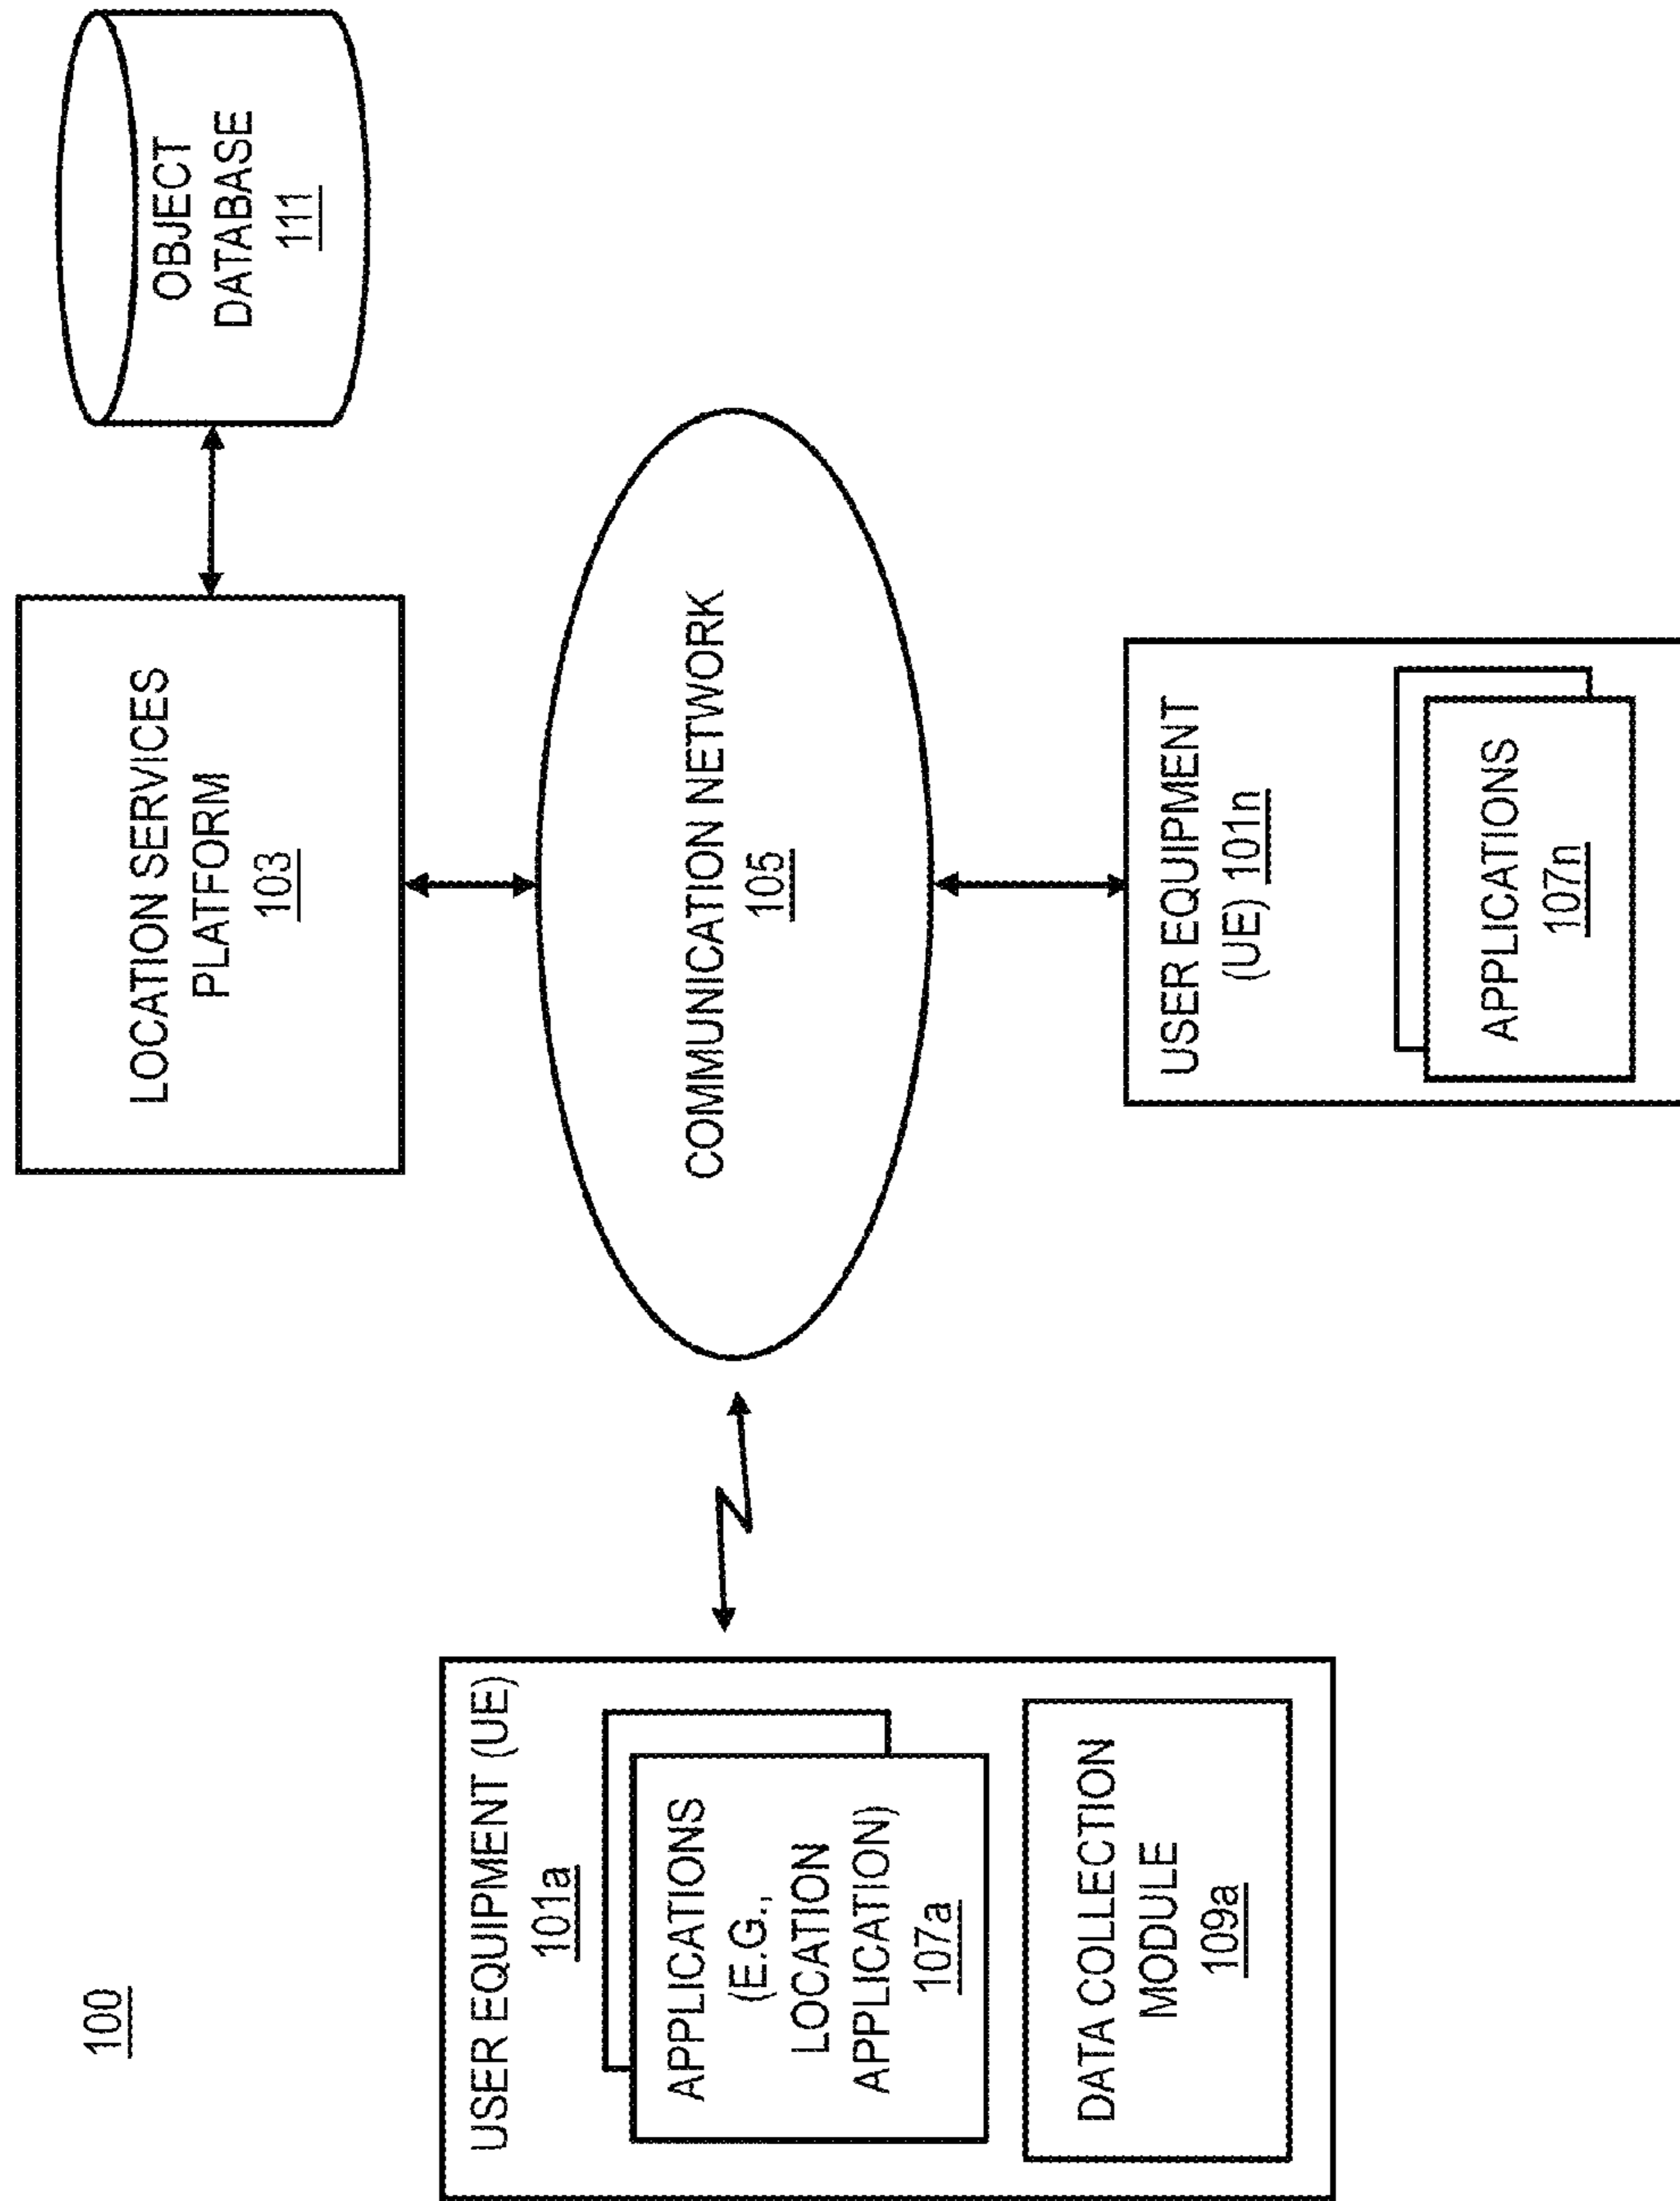 100
LOCATION SERVICES
PLATFORM
103
OBJECT
DATABASE
111
COMMUNICATION NETWORK
105
USER EQUIPMENT (UE)
101a
APPLICATIONS
(E.G.,
LOCATION
APPLICATION)
107a
DATA COLLECTION
MODULE
109a
USER EQUIPMENT
(UE) 101n
APPLICATIONS
107n